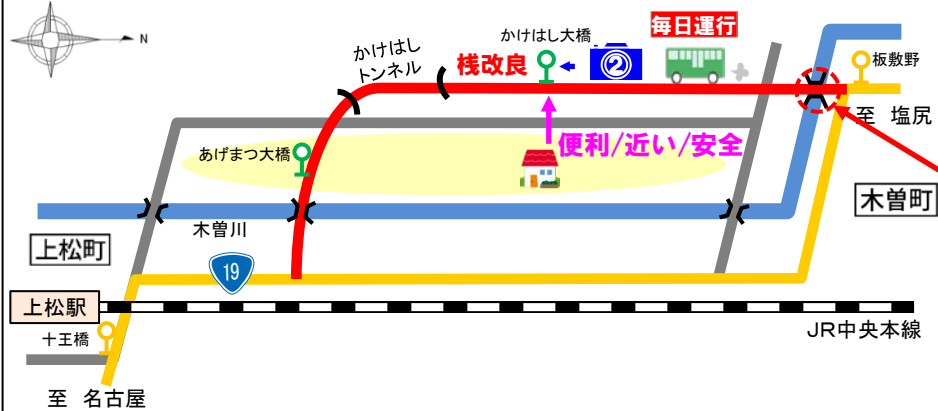 N
毎日運行
かけはし大橋
かけはし
トンネル
桟改良
②
板敷野
至 塩尻
便利/近い/安全
あげまつ大橋
木曽町
木曽川
上松町
19
上松駅
十王橋
JR中央本線
至 名古屋